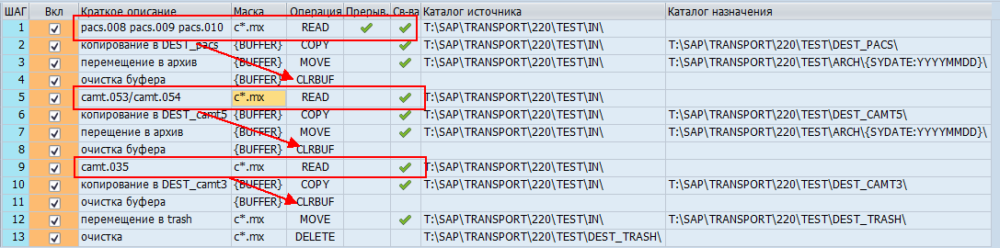 ШАГ Вкл Краткое описание Маска Операция Прерыв. Св-ва Каталог источника Каталог назначения
1 pacs.008 pacs.009 pacs.010 c*.mx READ T:\SAP\TRANSPORT\220\TEST\IN\
2 копирование в DEST_pacs {BUFFER} COPY T:\SAP\TRANSPORT\220\TEST\IN\ T:\SAP\TRANSPORT\220\TEST\DEST_PACS\
3 перемещение в архив {BUFFER} MOVE T:\SAP\TRANSPORT\220\TEST\IN\ T:\SAP\TRANSPORT\220\TEST\ARCH\{SYDATE:YYYYMMDD}\
4 очистка буфера {BUFFER} CLRBUF
5 camt.053/camt.054 c*.mx READ T:\SAP\TRANSPORT\220\TEST\IN\
6 копирование в DEST_camt5 {BUFFER} COPY T:\SAP\TRANSPORT\220\TEST\IN\ T:\SAP\TRANSPORT\220\TEST\DEST_CAMT5\
7 перещение в архив {BUFFER} MOVE T:\SAP\TRANSPORT\220\TEST\IN\ T:\SAP\TRANSPORT\220\TEST\ARCH\{SYDATE:YYYYMMDD}\
8 очистка буфера {BUFFER} CLRBUF
9 camt.035 c*.mx READ T:\SAP\TRANSPORT\220\TEST\IN\
10 копирование в DEST_camt3 {BUFFER} COPY T:\SAP\TRANSPORT\220\TEST\IN\ T:\SAP\TRANSPORT\220\TEST\DEST_CAMT3\
11 очистка буфера {BUFFER} CLRBUF
12 перемещение в trash c*.mx MOVE T:\SAP\TRANSPORT\220\TEST\IN\ T:\SAP\TRANSPORT\220\TEST\DEST_TRASH\
13 очистка c*.mx DELETE T:\SAP\TRANSPORT\220\TEST\DEST_TRASH\